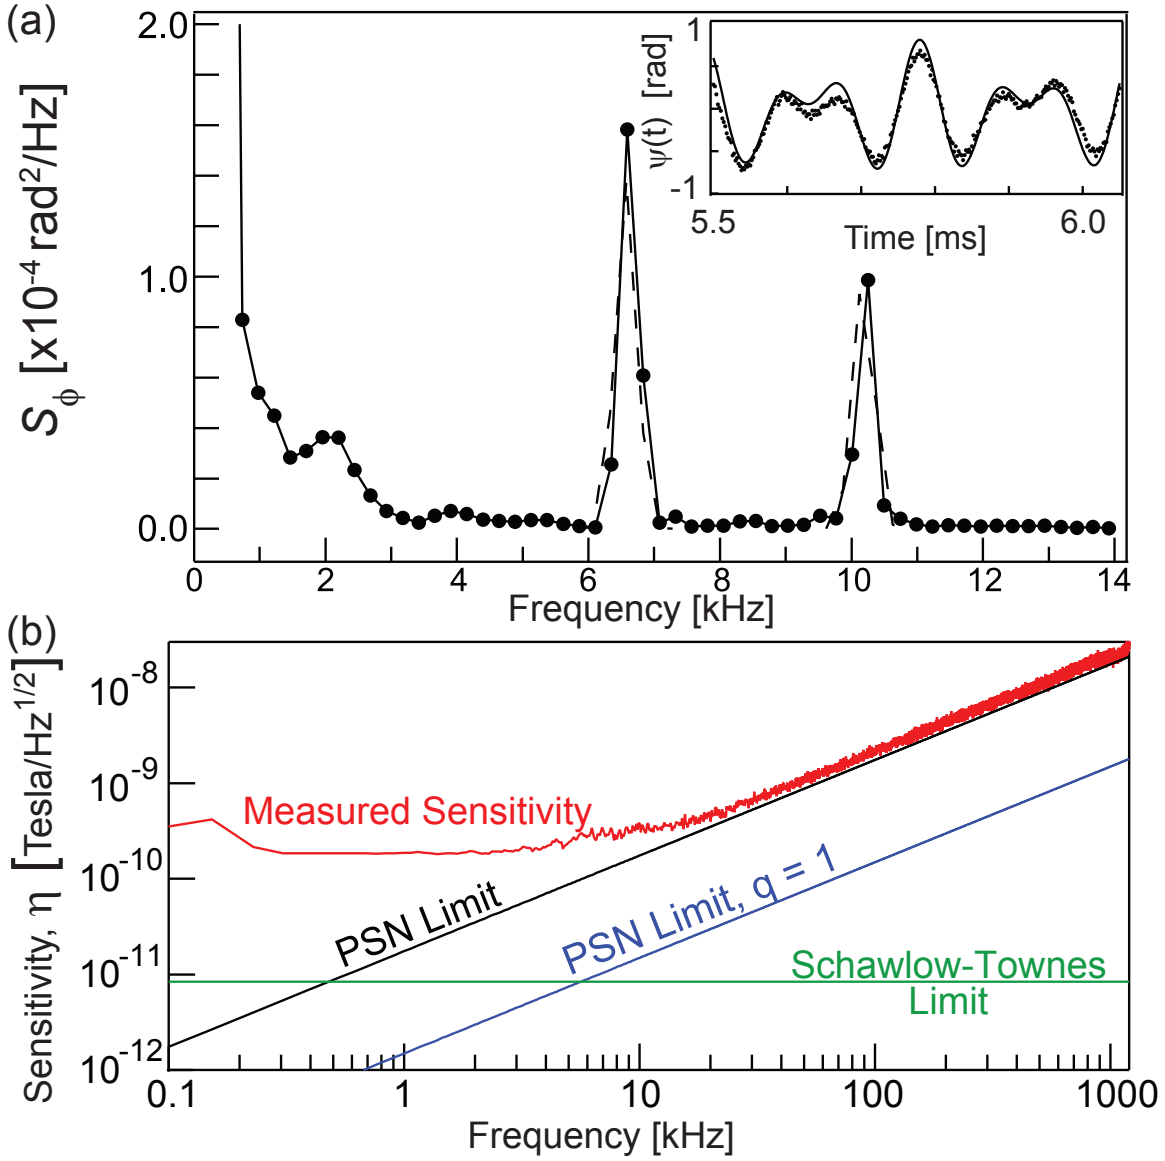 (a)
2.0
1.0
0.0
S_ϕ [x10^-4 rad^2/Hz]
1
-1
ψ(t) [rad]
5.5 6.0
Time [ms]
0 2 4 6 8 10 12 14
Frequency [kHz]
(b)
10^-8
10^-9
10^-10
10^-11
10^-12
Sensitivity, η [Tesla/Hz^1/2]
Measured Sensitivity
PSN Limit
PSN Limit, q = 1
Schawlow-Townes
Limit
0.1 1 10 100 1000
Frequency [kHz]